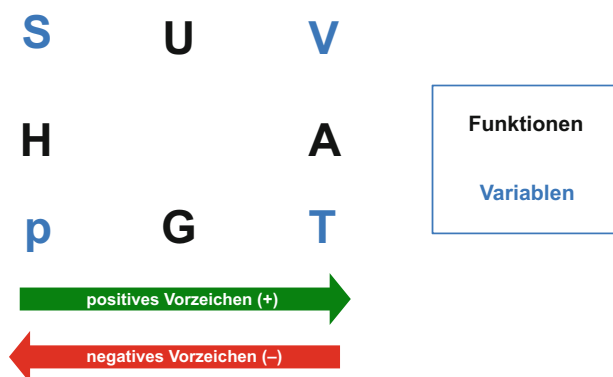 S U V
H A
p G T
Funktionen
Variablen
positives Vorzeichen (+)
negatives Vorzeichen (–)